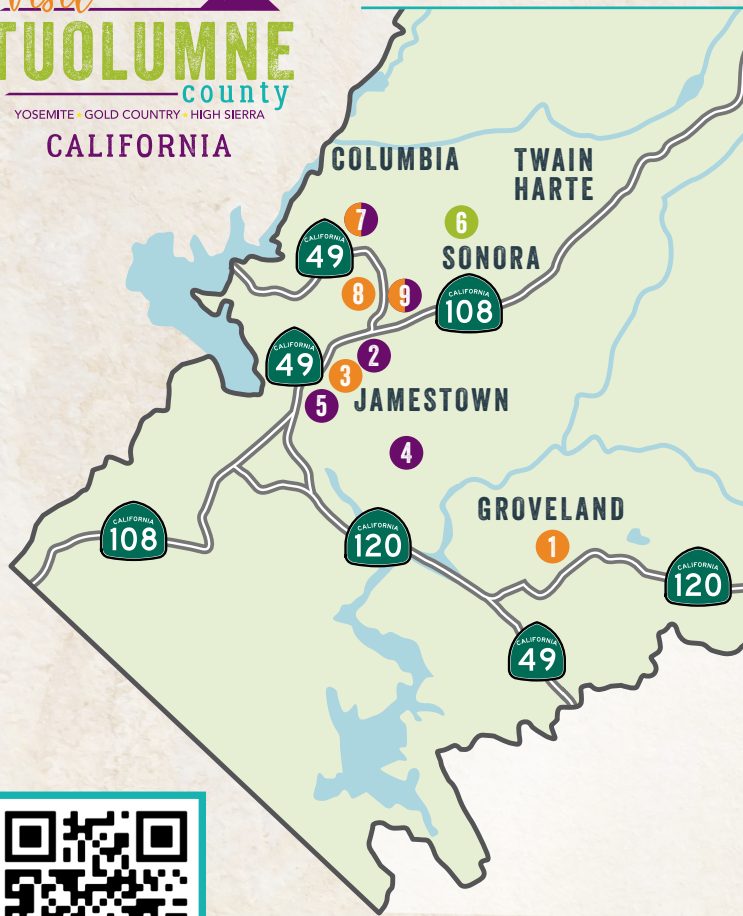 Visit
TUOLUMNE
county
YOSEMITE GOLD COUNTRY HIGH SIERRA
CALIFORNIA
COLUMBIA
TWAIN
HARTE
7
6
CALIFORNIA
49
SONORA
8
9
CALIFORNIA
108
CALIFORNIA
49
2
3
5
JAMESTOWN
4
GROVELAND
CALIFORNIA
108
CALIFORNIA
120
1
CALIFORNIA
120
CALIFORNIA
49